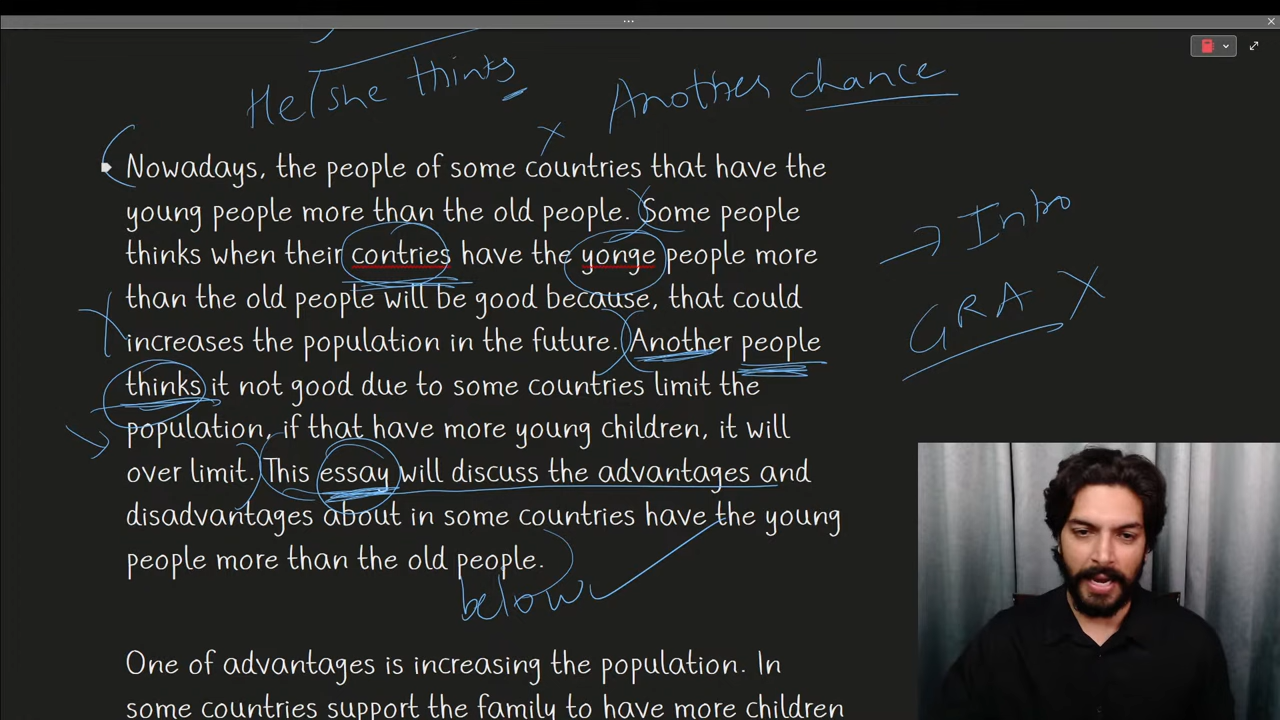 He/she thinks
Another chance
Nowadays, the people of some countries that have the
young people more than the old people. Some people
thinks when their contries have the yonge people more
than the old people will be good because, that could
increases the population in the future. Another people
thinks it not good due to some countries limit the
population, if that have more young children, it will
over limit. This essay will discuss the advantages and
disadvantages about in some countries have the young
people more than the old people.
below
One of advantages is increasing the population. In
some countries support the family to have more children
→ Intro
GRA X